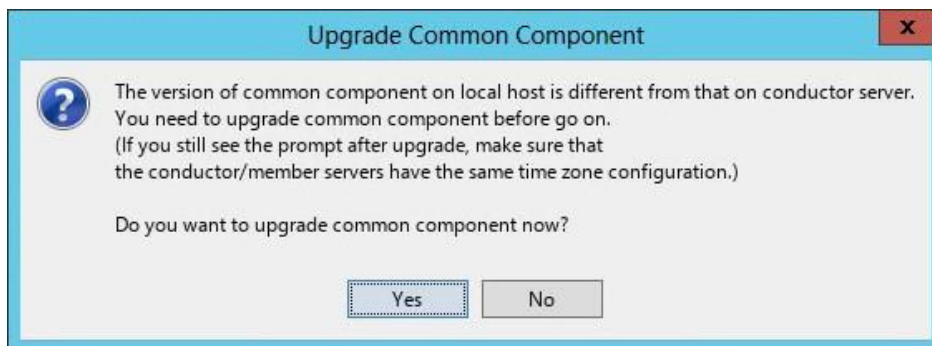 Upgrade Common Component
x
The version of common component on local host is different from that on conductor server.
You need to upgrade common component before go on.
(If you still see the prompt after upgrade, make sure that
the conductor/member servers have the same time zone configuration.)
Do you want to upgrade common component now?
Yes
No